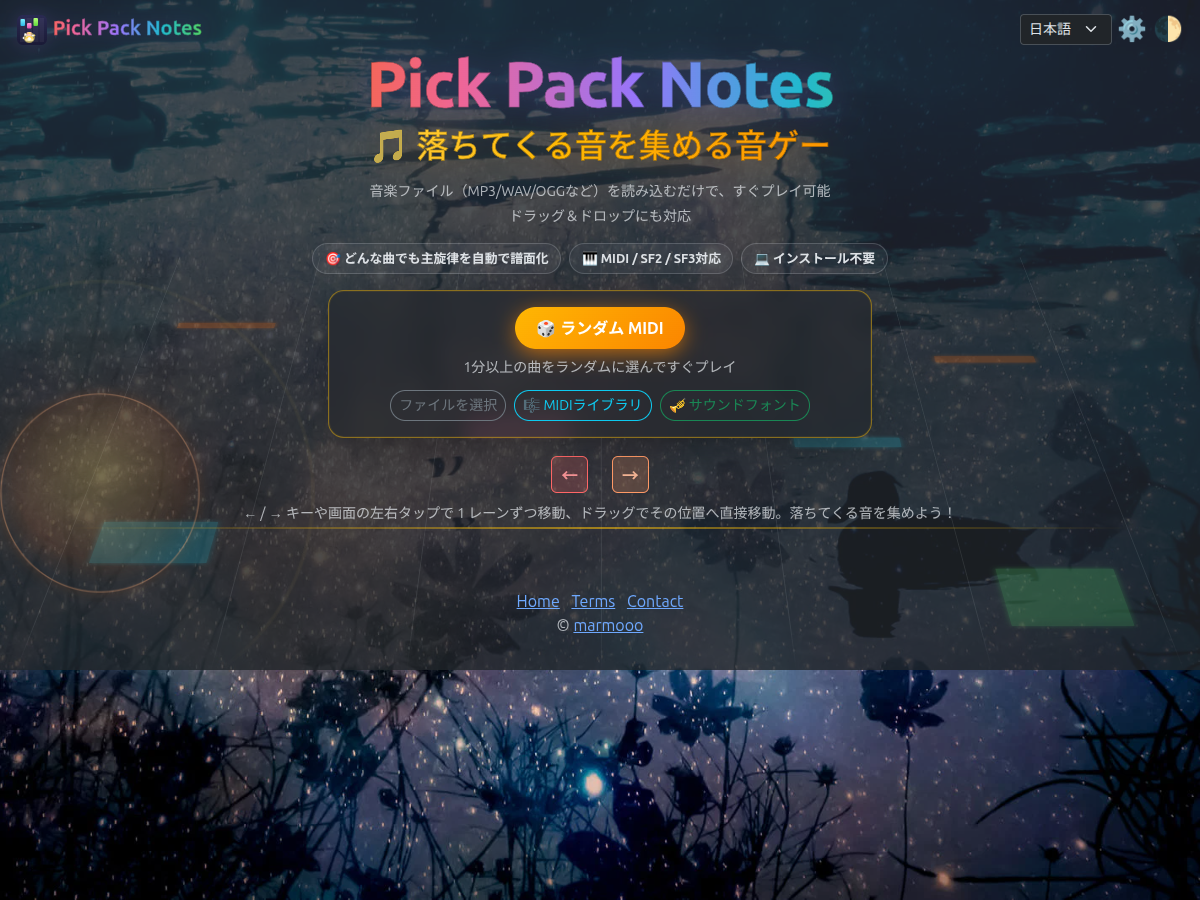 Pick Pack Notes
日本語
Pick Pack Notes
🎵 落ちてくる音を集める音ゲー
音楽ファイル（MP3/WAV/OGGなど）を読み込むだけで、すぐプレイ可能
ドラッグ＆ドロップにも対応
🎯 どんな曲でも主旋律を自動で譜面化
🎹 MIDI / SF2 / SF3対応
💻 インストール不要
🎲 ランダム MIDI
1分以上の曲をランダムに選んですぐプレイ
ファイルを選択
🎼 MIDIライブラリ
🎺 サウンドフォント
←
→
← / → キーや画面の左右タップで 1 レーンずつ移動、ドラッグでその位置へ直接移動。落ちてくる音を集めよう！
Home Terms Contact
© marmooo